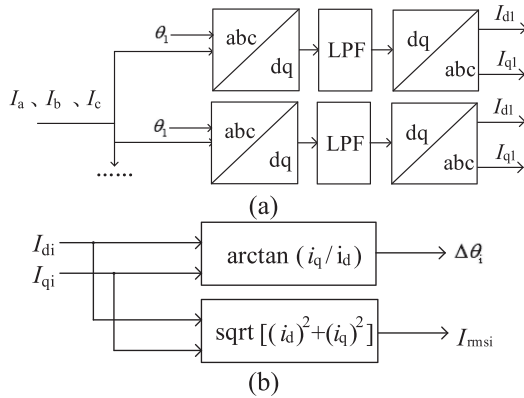 θ1 abc dq LPF dq abc Id1
Iq1
Ia 、Ib 、Ic
θ1 abc dq LPF dq abc Id1
Iq1
……
(a)
Idi
Iqi
arctan (iq/id) Δθi
sqrt [(id)²+(iq)²] Irmsi
(b)